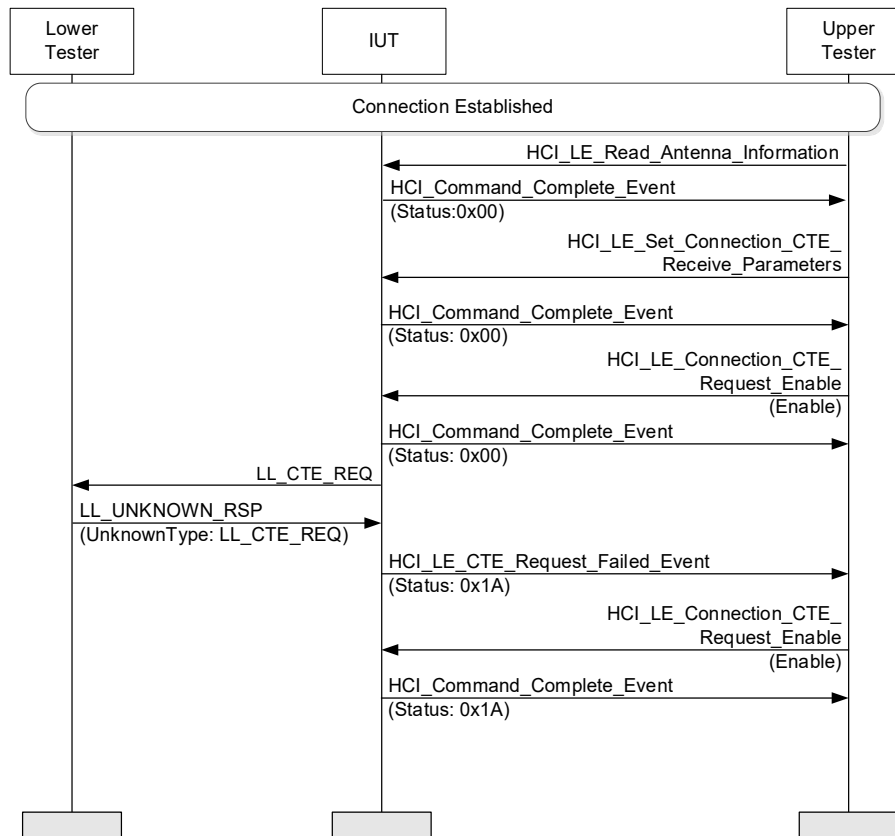 Lower
Tester
IUT
Upper
Tester
Connection Established
HCI_LE_Read_Antenna_Information
HCI_Command_Complete_Event
(Status:0x00)
HCI_LE_Set_Connection_CTE_
Receive_Parameters
HCI_Command_Complete_Event
(Status: 0x00)
HCI_LE_Connection_CTE_
Request_Enable
(Enable)
HCI_Command_Complete_Event
(Status: 0x00)
LL_CTE_REQ
LL_UNKNOWN_RSP
(UnknownType: LL_CTE_REQ)
HCI_LE_CTE_Request_Failed_Event
(Status: 0x1A)
HCI_LE_Connection_CTE_
Request_Enable
(Enable)
HCI_Command_Complete_Event
(Status: 0x1A)